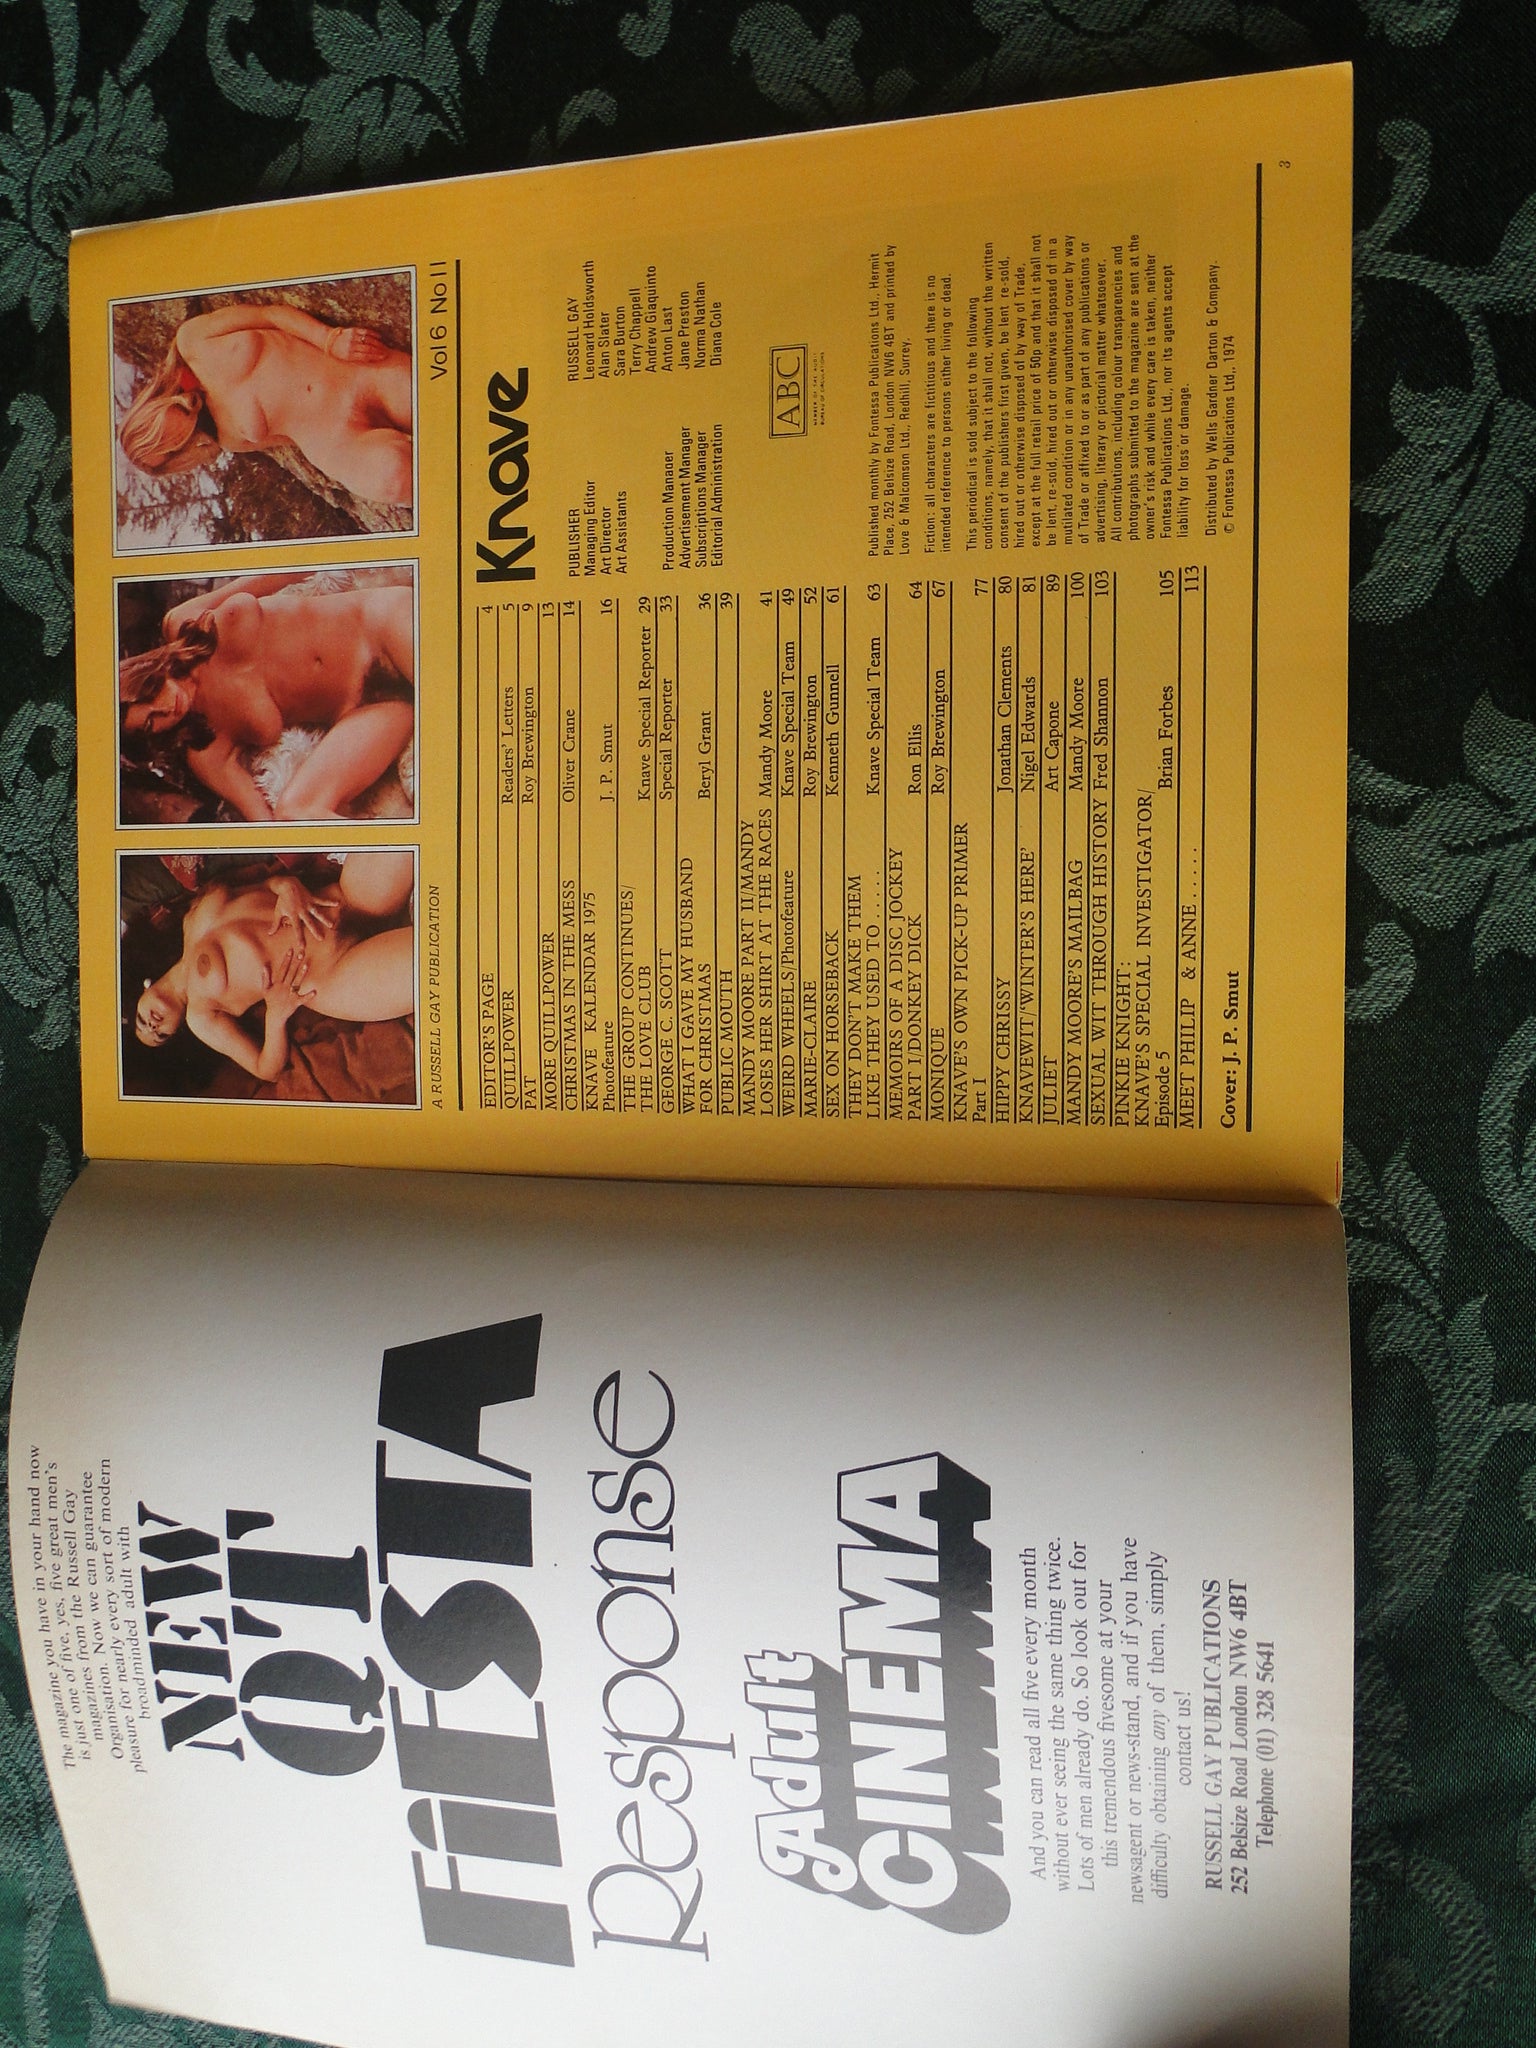 The magazine you have in your hand now
is just one of five, yes, five great men's
magazines from the Russell Gay
Organisation. Now we can guarantee
pleasure for nearly every sort of modern
broadminded adult with
NEW
Q.T.
FIESTA
Response
Adult
CINEMA
And you can read all five every month
without ever seeing the same thing twice.
Lots of men already do. So look out for
this tremendous fivesome at your
newsagent or news-stand, and if you have
difficulty obtaining any of them, simply
contact us!
RUSSELL GAY PUBLICATIONS
252 Belsize Road London NW6 4BT
Telephone (01) 328 5641
A RUSSELL GAY PUBLICATION
Vol 6 No 11
EDITOR'S PAGE 4
QUILLPOWER Readers' Letters 5
PAT Roy Brewington 9
MORE QUILLPOWER 13
CHRISTMAS IN THE MESS Oliver Crane 14
KNAVE KALENDAR 1975
Photofeature J. P. Smut 16
THE GROUP CONTINUES/
THE LOVE CLUB Knave Special Reporter 29
GEORGE C. SCOTT Special Reporter 33
WHAT I GAVE MY HUSBAND
FOR CHRISTMAS Beryl Grant 36
PUBLIC MOUTH 39
MANDY MOORE PART II/MANDY
LOSES HER SHIRT AT THE RACES Mandy Moore 41
WEIRD WHEELS/Photofeature Knave Special Team 49
MARIE-CLAIRE Roy Brewington 52
SEX ON HORSEBACK Kenneth Gunnell 61
THEY DON'T MAKE THEM
LIKE THEY USED TO . . . . . . Knave Special Team 63
MEMOIRS OF A DISC JOCKEY
PART I/DONKEY DICK Ron Ellis 64
MONIQUE Roy Brewington 67
KNAVE'S OWN PICK-UP PRIMER
Part I 77
HIPPY CHRISSY Jonathan Clements 80
KNAVEWIT/'WINTER'S HERE' Nigel Edwards 81
JULIET Art Capone 89
MANDY MOORE'S MAILBAG Mandy Moore 100
SEXUAL WIT THROUGH HISTORY Fred Shannon 103
PINKIE KNIGHT:
KNAVE'S SPECIAL INVESTIGATOR/
Episode 5 Brian Forbes 105
MEET PHILIP & ANNE . . . . . 113
Cover: J. P. Smut
Knave
PUBLISHER RUSSELL GAY
Managing Editor Leonard Holdsworth
Art Director Alan Slater
Art Assistants Sara Burton
Terry Chappell
Andrew Giaquinto
Production Manager Anton Last
Advertisement Manager Jane Preston
Subscriptions Manager Norma Nathan
Editorial Administration Diana Cole
ABC
MEMBER OF THE AUDIT
BUREAU OF CIRCULATIONS
Published monthly by Fontessa Publications Ltd., Hermit
Place, 252 Belsize Road, London NW6 4BT and printed by
Love & Malcomson Ltd., Redhill, Surrey.
Fiction: all characters are fictitious and there is no
intended reference to persons either living or dead.
This periodical is sold subject to the following
conditions, namely, that it shall not, without the written
consent of the publishers first given, be lent re-sold,
hired out or otherwise disposed of by way of Trade,
except at the full retail price of 50p and that it shall not
be lent, re-sold, hired out or otherwise disposed of in a
mutilated condition or in any unauthorised cover by way
of Trade or affixed to or as part of any publications or
advertising, literary or pictorial matter whatsoever.
All contributions, including colour transparencies and
photographs submitted to the magazine are sent at the
owner's risk and while every care is taken, neither
Fontessa Publications Ltd., nor its agents accept
liability for loss or damage.
Distributed by Wells Gardner Darton & Company.
© Fontessa Publications Ltd., 1974
3